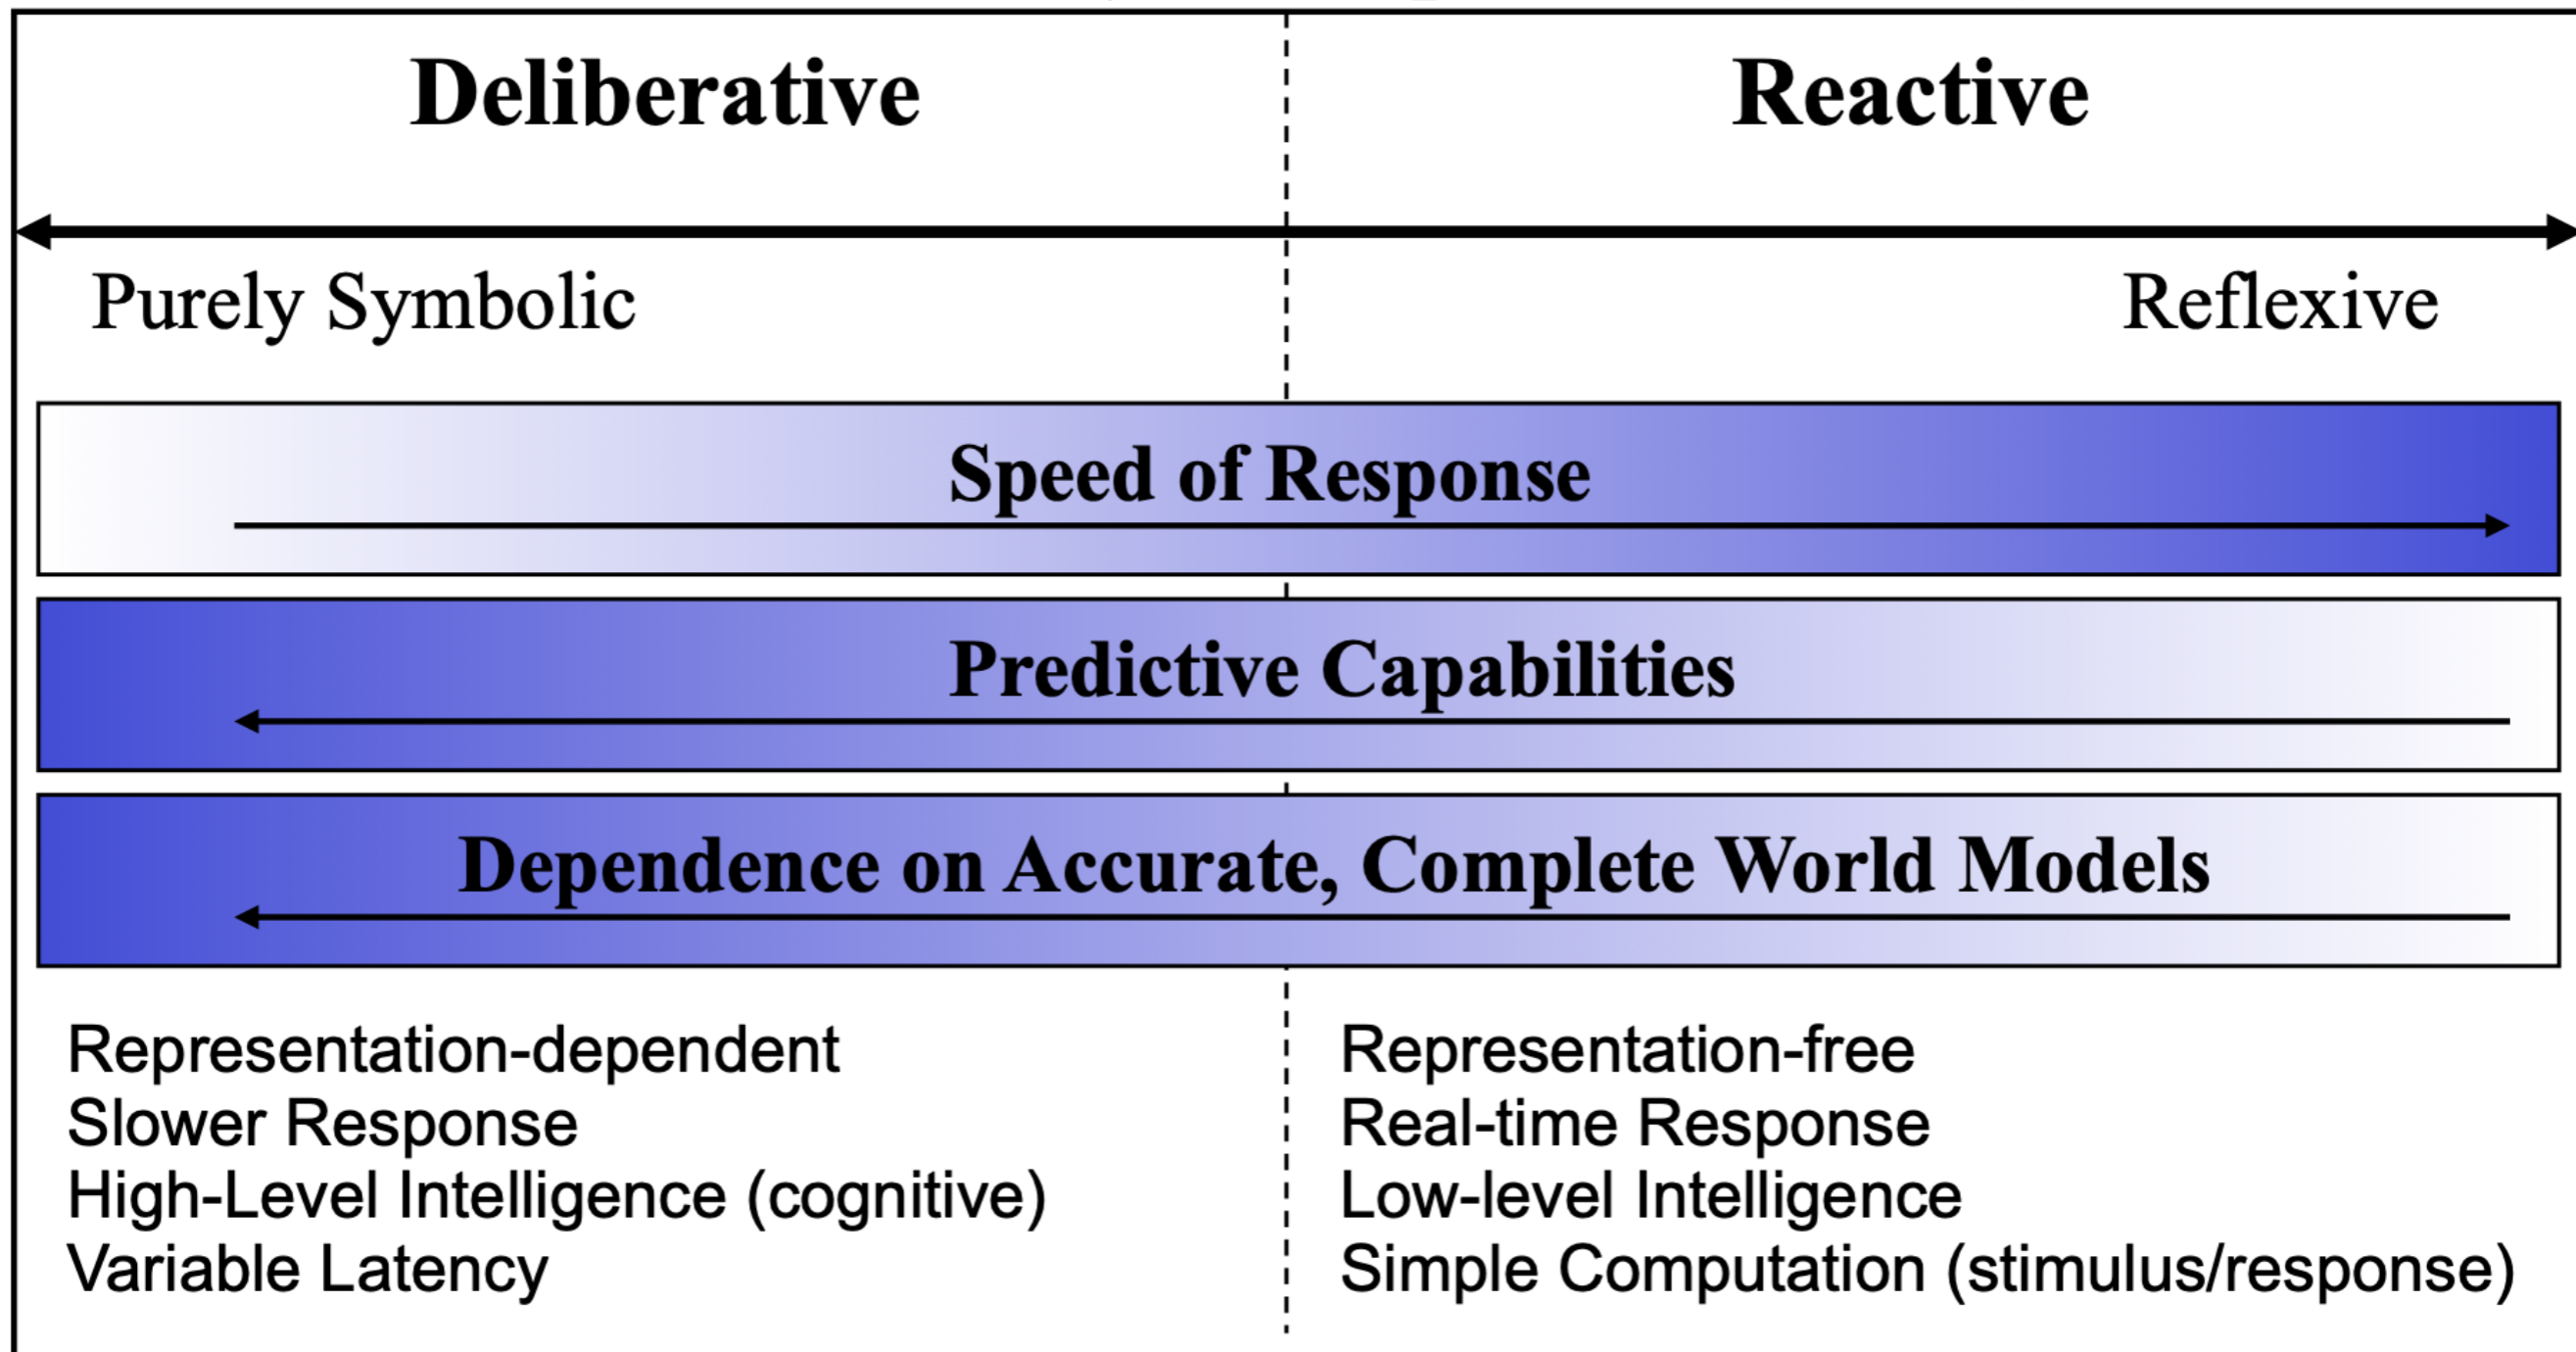 Deliberative
Reactive
Purely Symbolic
Reflexive
Speed of Response
Predictive Capabilities
Dependence on Accurate, Complete World Models
Representation-dependent
Slower Response
High-Level Intelligence (cognitive)
Variable Latency
Representation-free
Real-time Response
Low-level Intelligence
Simple Computation (stimulus/response)